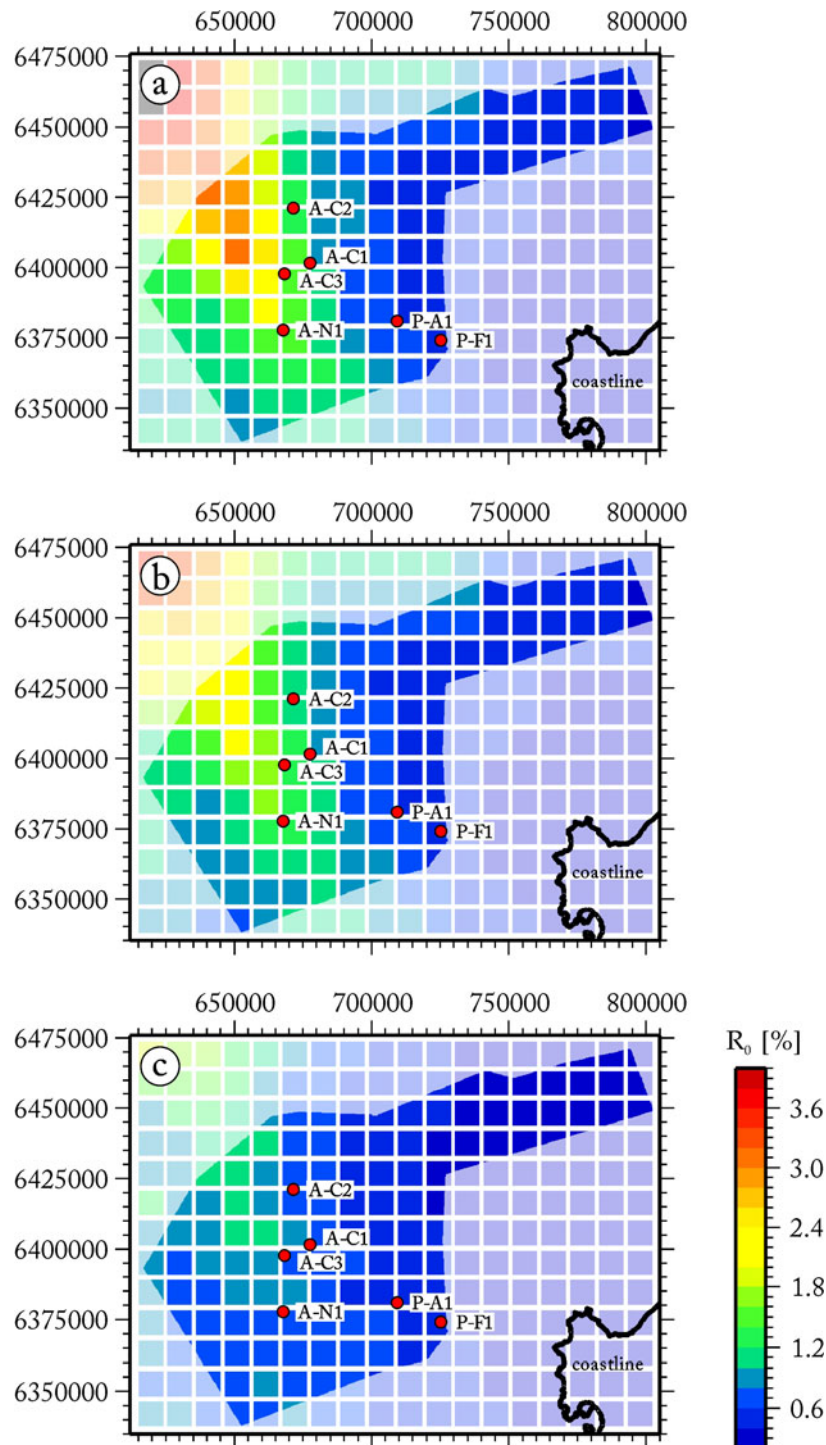 650000 700000 750000 800000
6475000
a
6450000
6425000
A-C2
6400000
A-C1
A-C3
6375000
A-N1
P-A1
P-F1
coastline
6350000
650000 700000 750000 800000
6475000
b
6450000
6425000
A-C2
6400000
A-C1
A-C3
6375000
A-N1
P-A1
P-F1
coastline
6350000
650000 700000 750000 800000
6475000
c
6450000
6425000
A-C2
6400000
A-C1
A-C3
6375000
A-N1
P-A1
P-F1
coastline
6350000
R₀ [%]
3.6
3.0
2.4
1.8
1.2
0.6